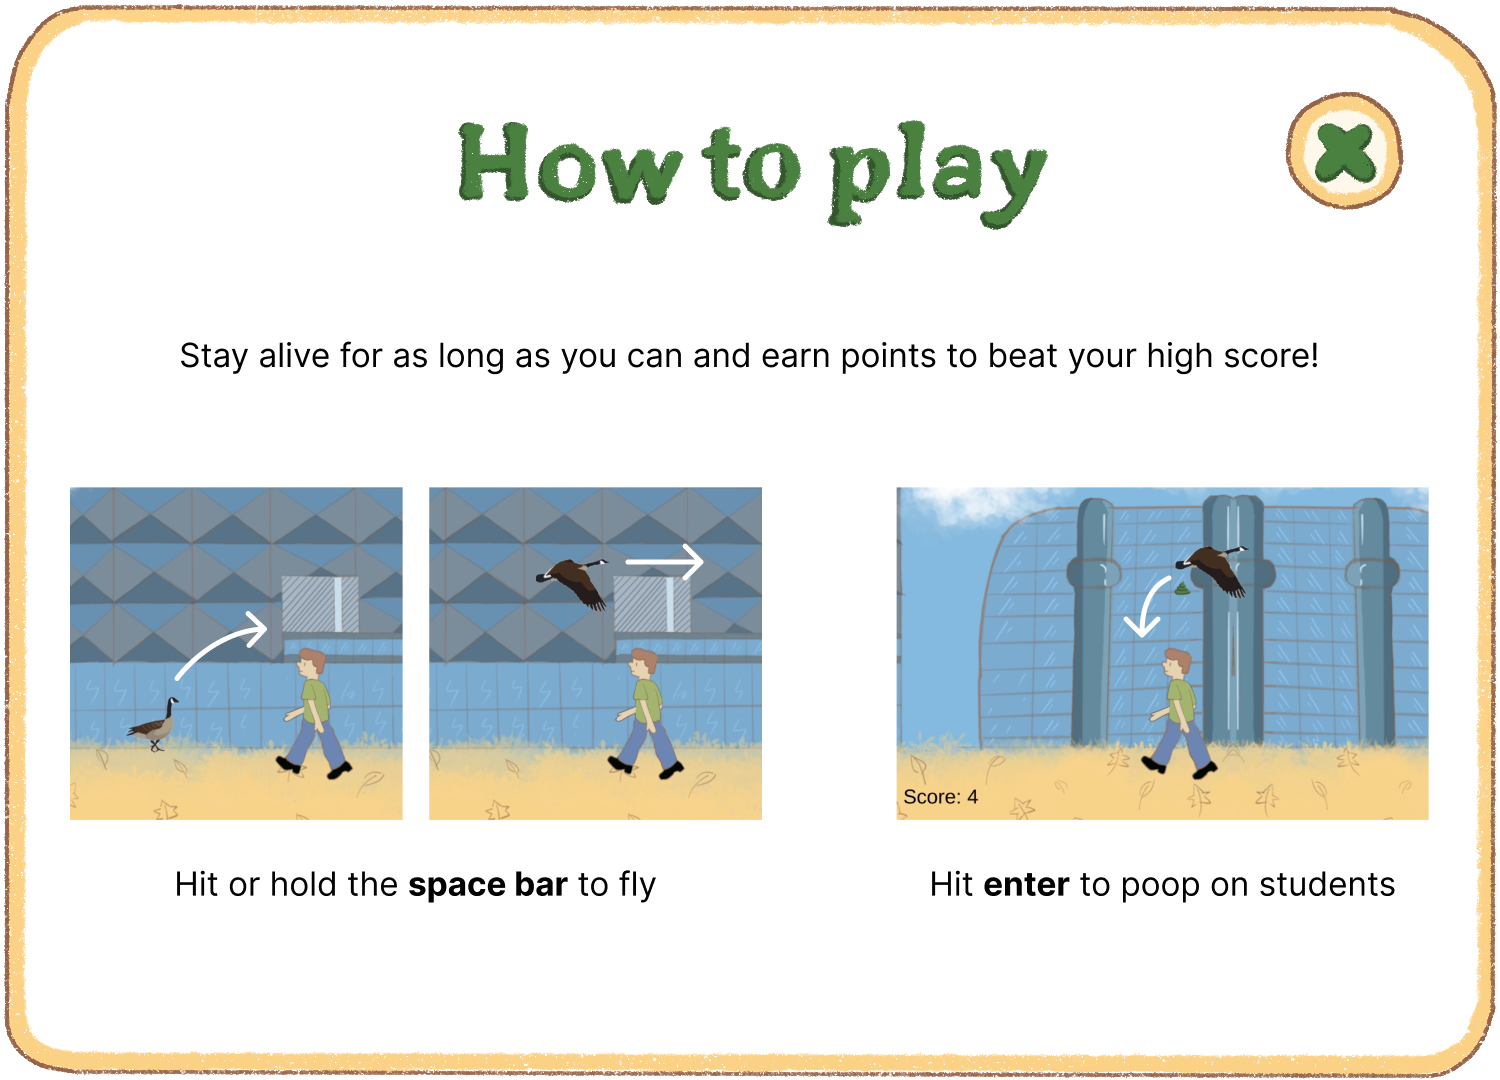 How to play
Stay alive for as long as you can and earn points to beat your high score!
Score: 4
Hit or hold the space bar to fly
Hit enter to poop on students